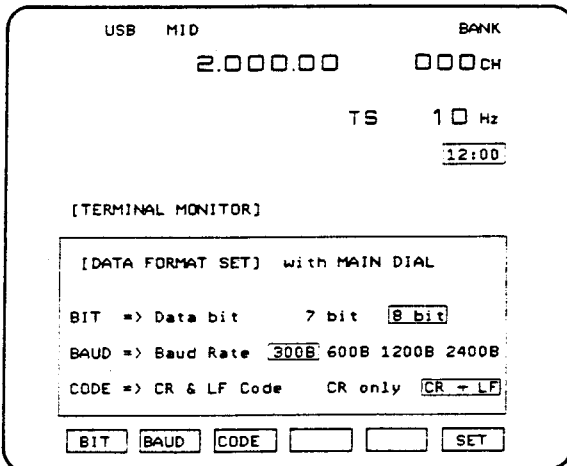 USB MID BANK
2.000.00 000CH
TS 10 Hz
12:00
[TERMINAL MONITOR]
[DATA FORMAT SET] with MAIN DIAL
BIT => Data bit 7 bit 8 bit
BAUD => Baud Rate 300B 600B 1200B 2400B
CODE => CR & LF Code CR only CR + LF
BIT BAUD CODE SET